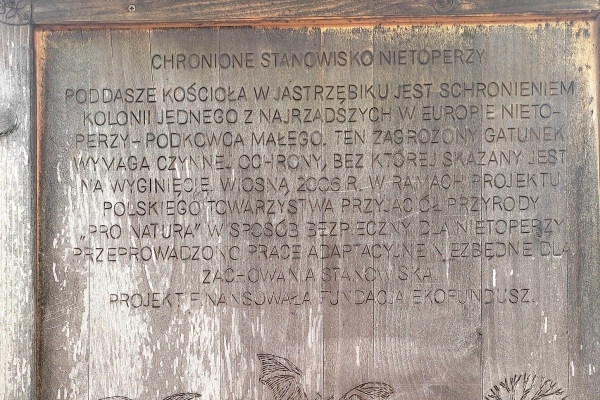 CHRONIONE STANOWISKO NIETOPERZY
PODDASZE KOŚCIOŁA W JASTRZĘBIKU JEST SCHRONIENIEM
KOLONII JEDNEGO Z NAJRZADSZYCH W EUROPIE NIETO-
PERZY – PODKOWCA MAŁEGO. TEN ZAGROŻONY GATUNEK
WYMAGA CZYNNEJ OCHRONY, BEZ KTÓREJ SKAZANY JEST
NA WYGINIĘCIE. WIOSNĄ 2006 R. W RAMACH PROJEKTU
POLSKIEGO TOWARZYSTWA PRZYJACIÓŁ PRZYRODY
„PRO NATURA” W SPOSÓB BEZPIECZNY DLA NIETOPERZY
PRZEPROWADZONO PRACE ADAPTACYJNE NIEZBĘDNE DLA
ZACHOWANIA STANOWISKA.
PROJEKT FINANSOWAŁA FUNDACJA EKOFUNDUSZ.